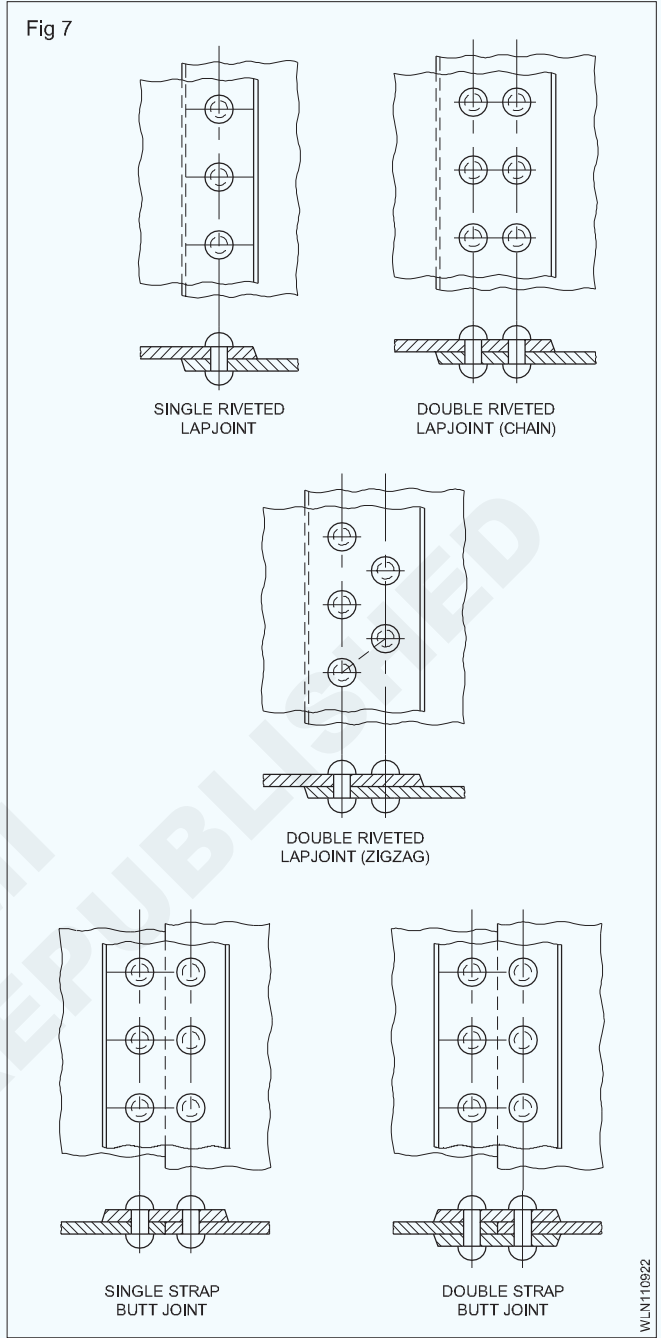 Fig 7
SINGLE RIVETED
LAPJOINT
DOUBLE RIVETED
LAPJOINT (CHAIN)
DOUBLE RIVETED
LAPJOINT (ZIGZAG)
SINGLE STRAP
BUTT JOINT
DOUBLE STRAP
BUTT JOINT
WLN110922